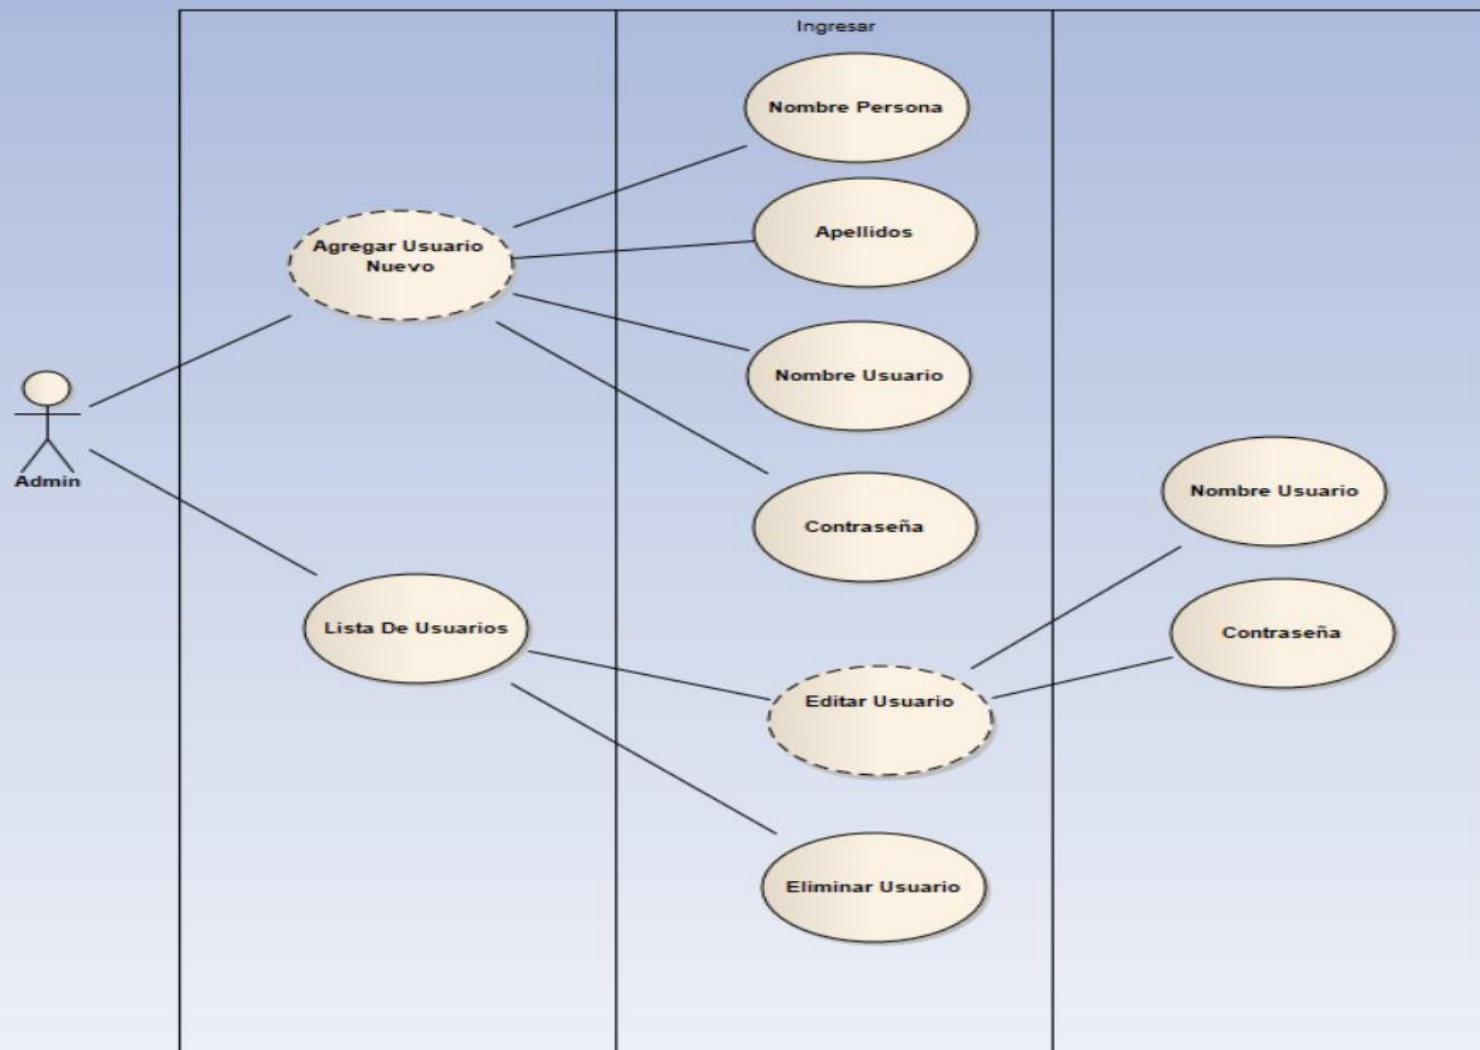 Ingresar
Nombre Persona
Apellidos
Agregar Usuario
Nuevo
Nombre Usuario
Admin
Contraseña
Nombre Usuario
Lista De Usuarios
Contraseña
Editar Usuario
Eliminar Usuario